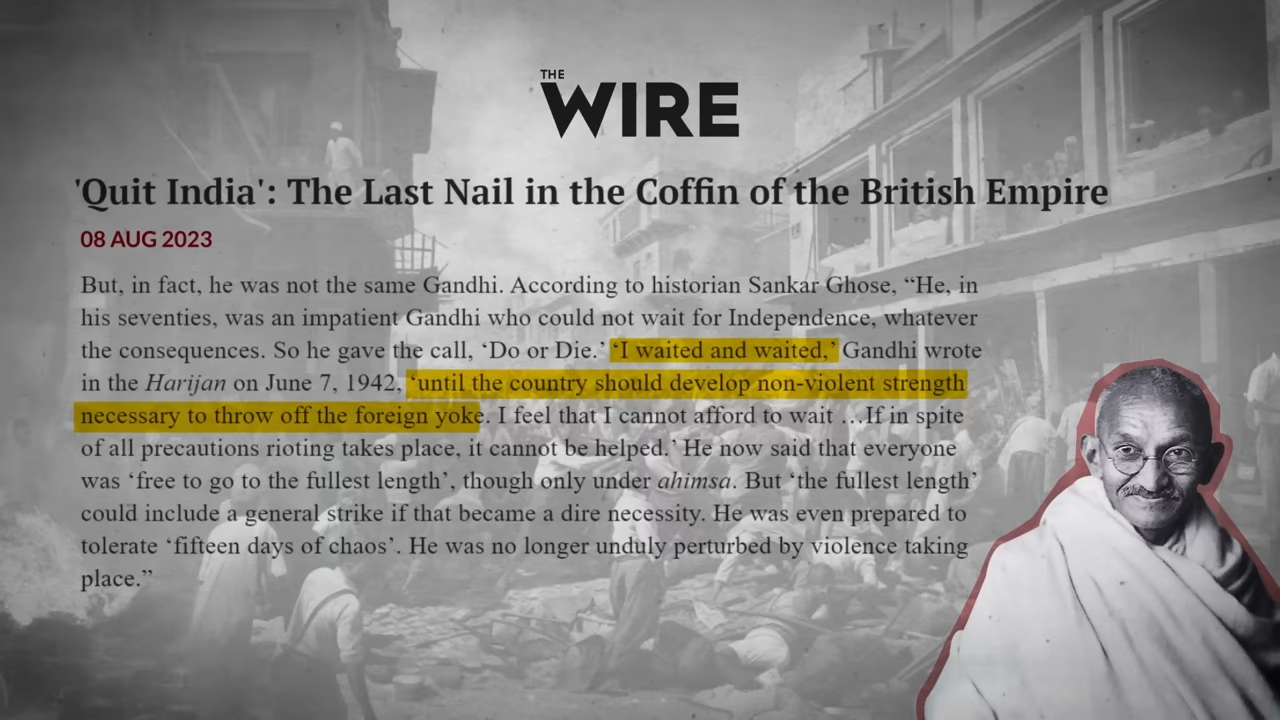 THE
WIRE
'Quit India': The Last Nail in the Coffin of the British Empire
08 AUG 2023
But, in fact, he was not the same Gandhi. According to historian Sankar Ghose, “He, in
his seventies, was an impatient Gandhi who could not wait for Independence, whatever
the consequences. So he gave the call, ‘Do or Die.’ ‘I waited and waited,’ Gandhi wrote
in the Harijan on June 7, 1942, ‘until the country should develop non-violent strength
necessary to throw off the foreign yoke. I feel that I cannot afford to wait …If in spite
of all precautions rioting takes place, it cannot be helped.’ He now said that everyone
was ‘free to go to the fullest length’, though only under ahimsa. But ‘the fullest length’
could include a general strike if that became a dire necessity. He was even prepared to
tolerate ‘fifteen days of chaos’. He was no longer unduly perturbed by violence taking
place.”